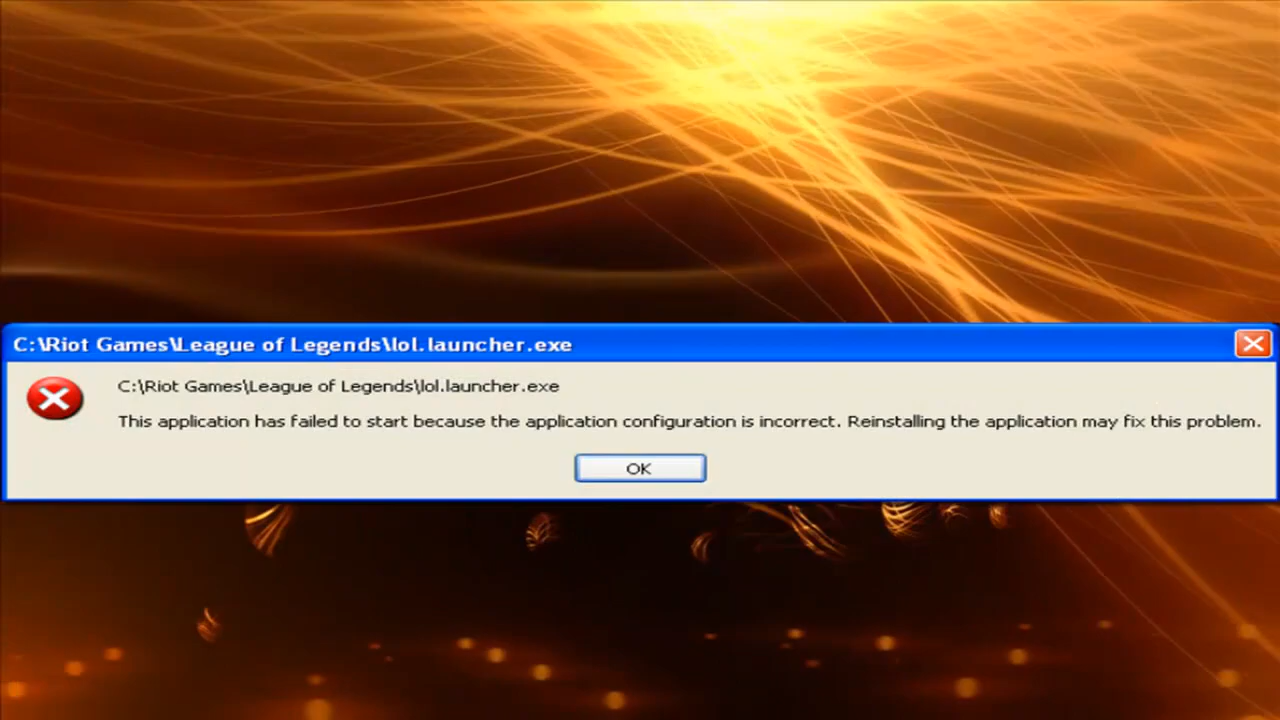 C:\Riot Games\League of Legends\lol.launcher.exe
C:\Riot Games\League of Legends\lol.launcher.exe
This application has failed to start because the application configuration is incorrect. Reinstalling the application may fix this problem.
OK